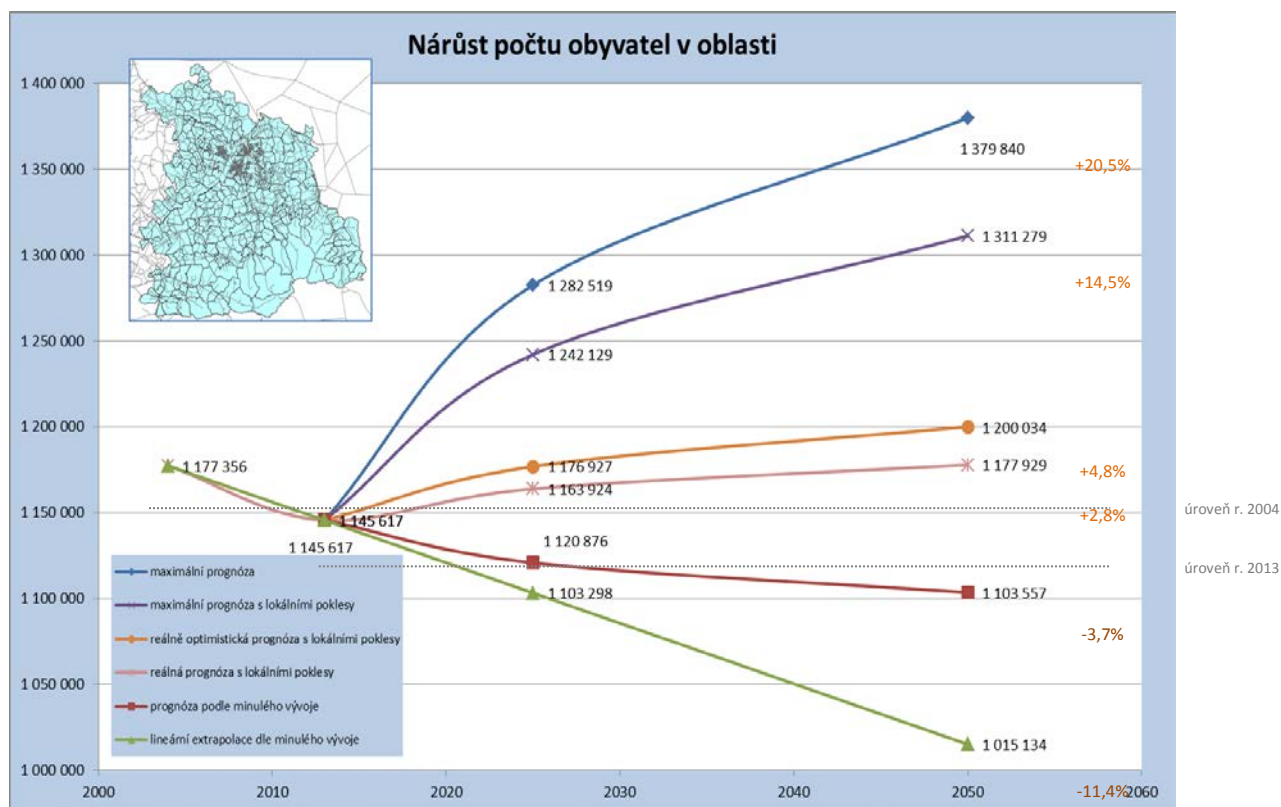 Nárůst počtu obyvatel v oblasti
1 400 000
1 350 000
1 300 000
1 250 000
1 200 000
1 150 000
1 100 000
1 050 000
1 000 000
1 379 840
+20,5%
1 311 279
+14,5%
1 282 519
1 242 129
1 200 034
1 176 927
1 177 929
+4,8%
1 177 356
1 163 924
úroveň r. 2004
+2,8%
1 145 617
1 145 617
1 120 876
úroveň r. 2013
1 103 298
1 103 557
-3,7%
1 015 134
-11,4%
maximální prognóza
maximální prognóza s lokálními poklesy
reálně optimistická prognóza s lokálními poklesy
reálná prognóza s lokálními poklesy
prognóza podle minulého vývoje
lineární extrapolace dle minulého vývoje
2000
2010
2020
2030
2040
2050
2060